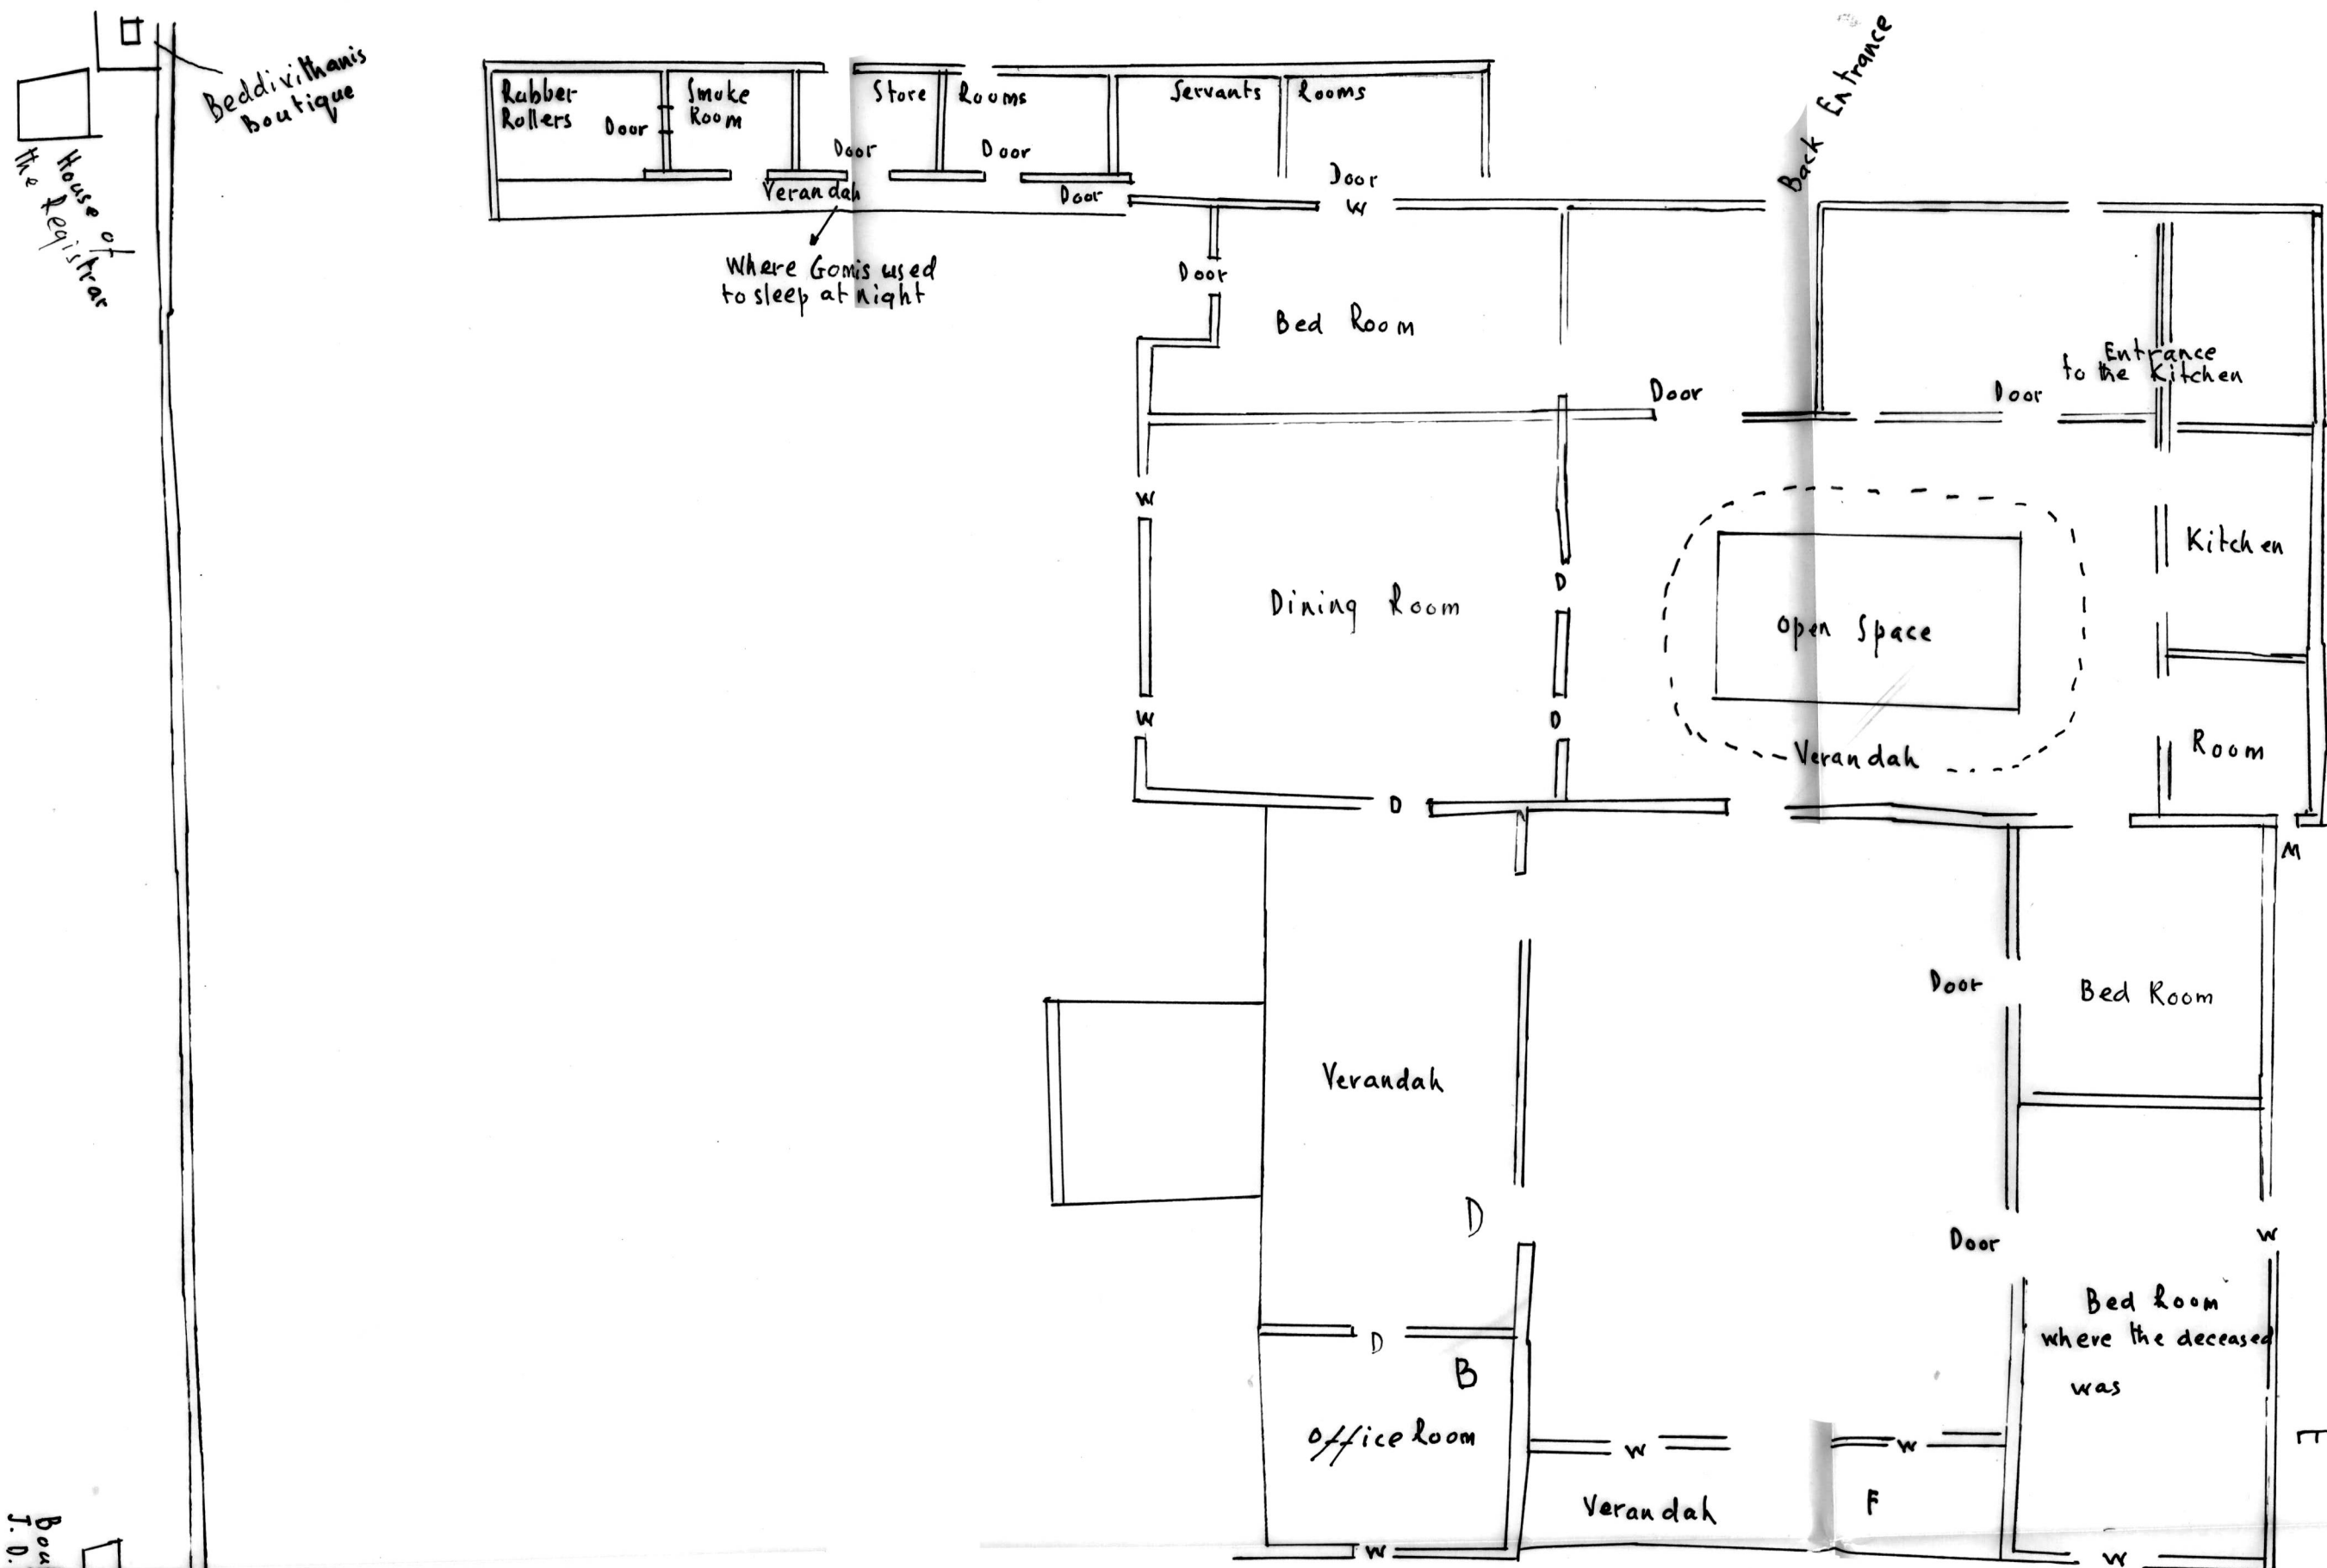 Beddivithanis
Boutique
House of
the Registrar
Rubber
Rollers
Door
Smoke
Room
Store Rooms
Door
Door
Servants Rooms
Verandah
Door
Door
W
Where Gomis used
to sleep at night
Back Entrance
Door
Bed Room
Door
Door
Entrance
to the Kitchen
W
W
Dining Room
D
D
D
Open Space
Verandah
Kitchen
Room
W
Verandah
D
Door
Bed Room
Door
W
Bed Room
where the deceased
was
D
B
Office Room
W
W
W
Verandah
F
W
E
J.D.